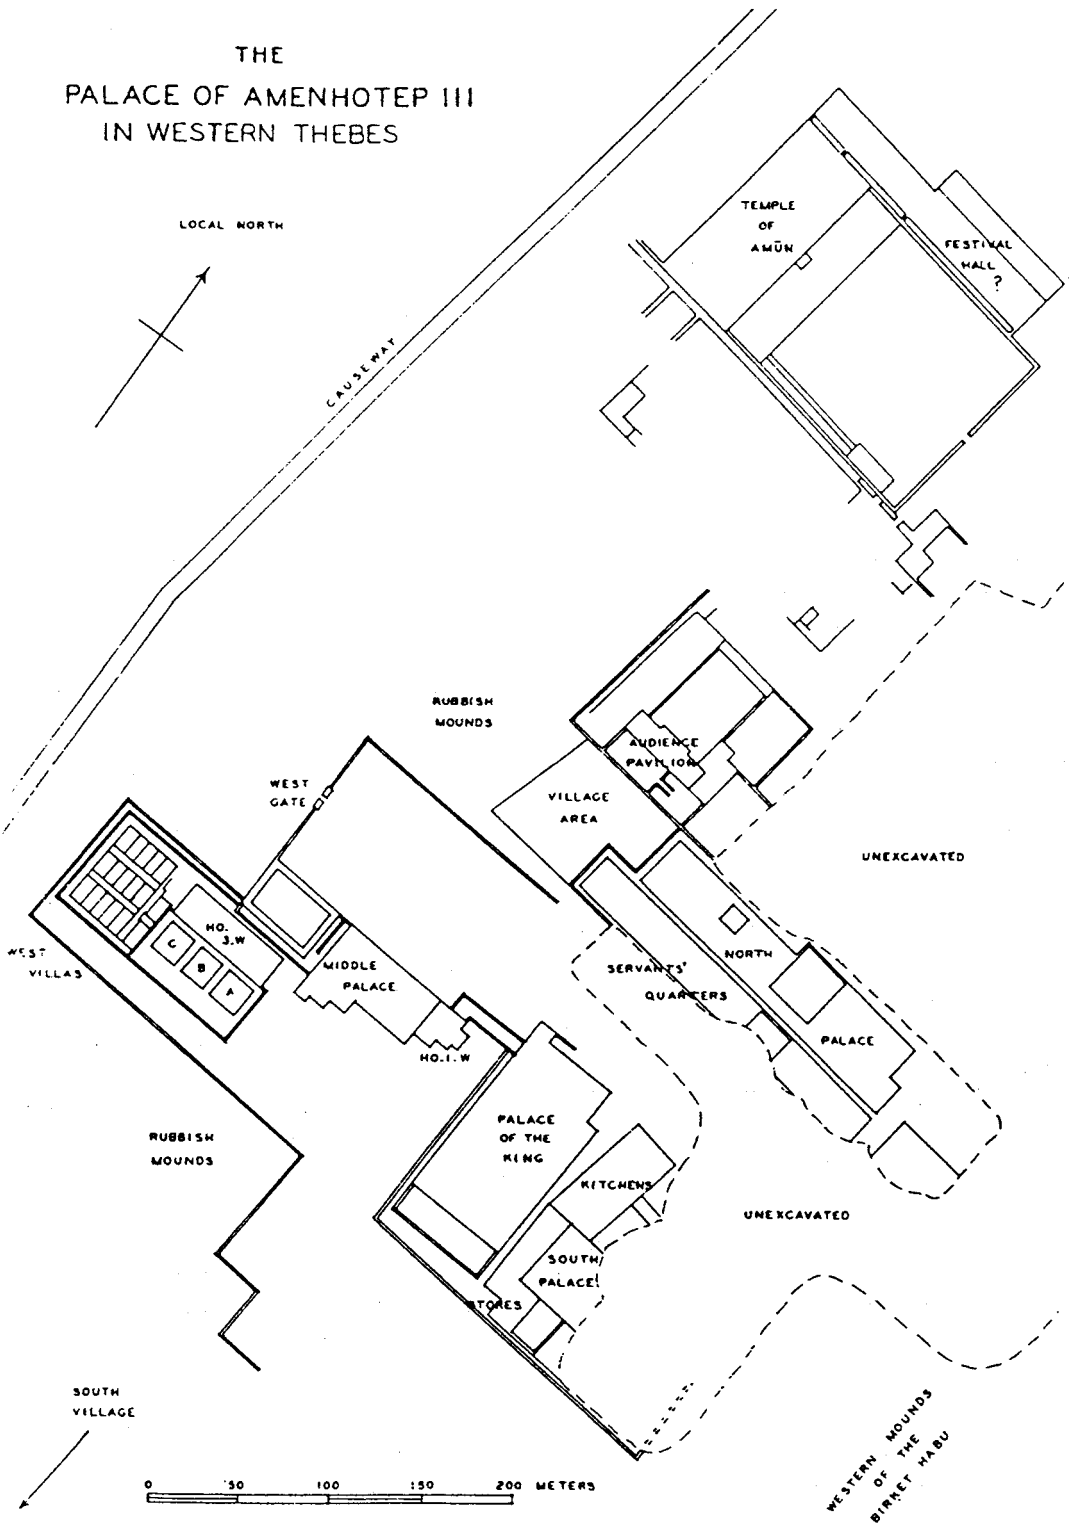 THE
PALACE OF AMENHOTEP III
IN WESTERN THEBES
LOCAL NORTH
CAUSEWAY
TEMPLE
OF
AMŪN
FESTIVAL
HALL
?
RUBBISH
MOUNDS
AUDIENCE
PAVILION
WEST
GATE
VILLAGE
AREA
UNEXCAVATED
HO.
3.W
C
B
A
WEST
VILLAS
MIDDLE
PALACE
SERVANTS'
QUARTERS
NORTH
PALACE
HO.1.W
PALACE
OF THE
KING
RUBBISH
MOUNDS
KITCHENS
UNEXCAVATED
SOUTH
PALACE
STORES
SOUTH
VILLAGE
WESTERN MOUNDS
OF THE
BIRKET HABU
0 50 100 150 200 METERS